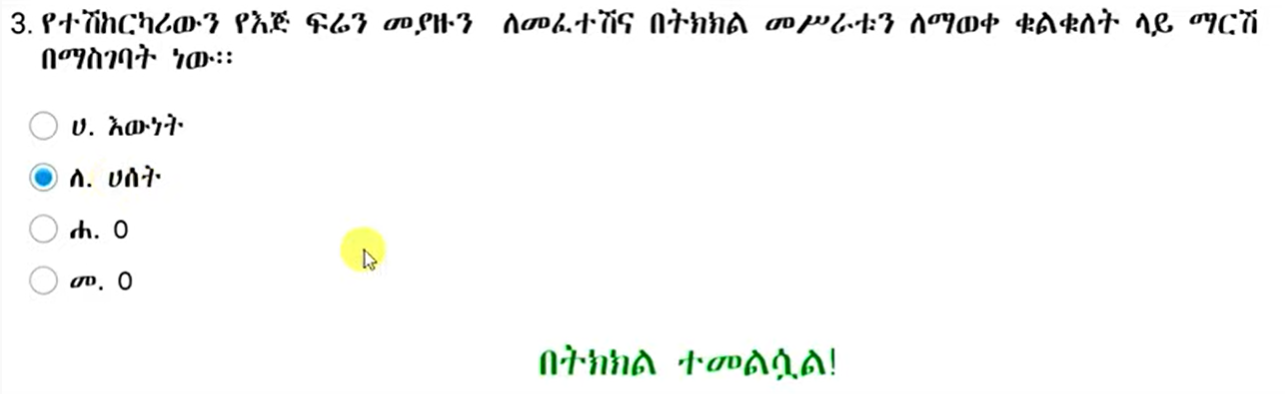 3. የተሽከርካሪውን የእጅ ፍሬን መያዙን ለመፈተሽና በትክክል መሥራቱን ለማወቀ ቁልቁለት ላይ ማርሽ
በማስገባት ነው።
ሀ. እውነት
ለ. ሀሰት
ሐ. 0
መ. 0
በትክክል ተመልሷል!